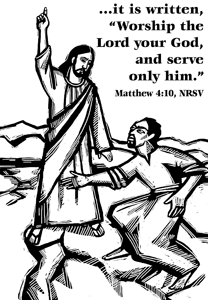 ...it is written,
“Worship the
Lord your God,
and serve
only him.”
Matthew 4:10, NRSV